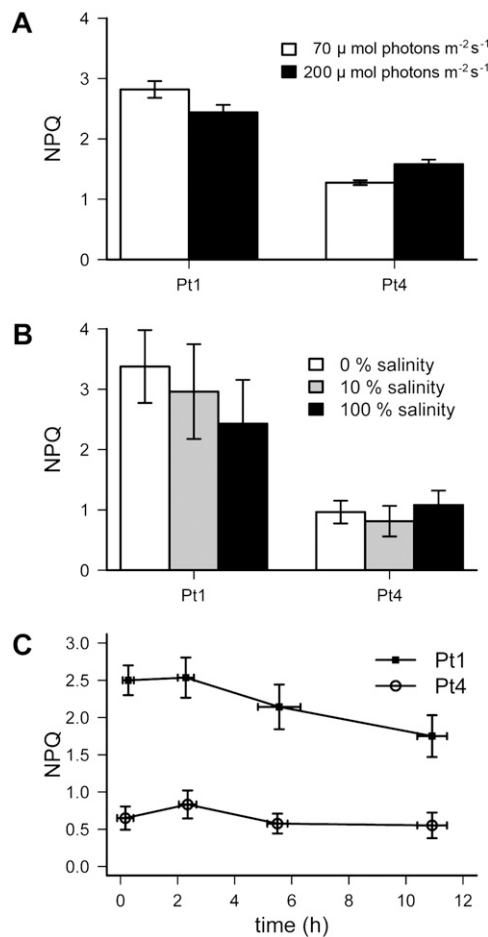 A
4
3
2
1
0
NPQ
70 µ mol photons m⁻²s⁻¹
200 µ mol photons m⁻²s⁻¹
Pt1
Pt4
B
4
3
2
1
0
NPQ
0 % salinity
10 % salinity
100 % salinity
Pt1
Pt4
C
3.0
2.5
2.0
1.5
1.0
0.5
0.0
NPQ
Pt1
Pt4
0 2 4 6 8 10 12
time (h)